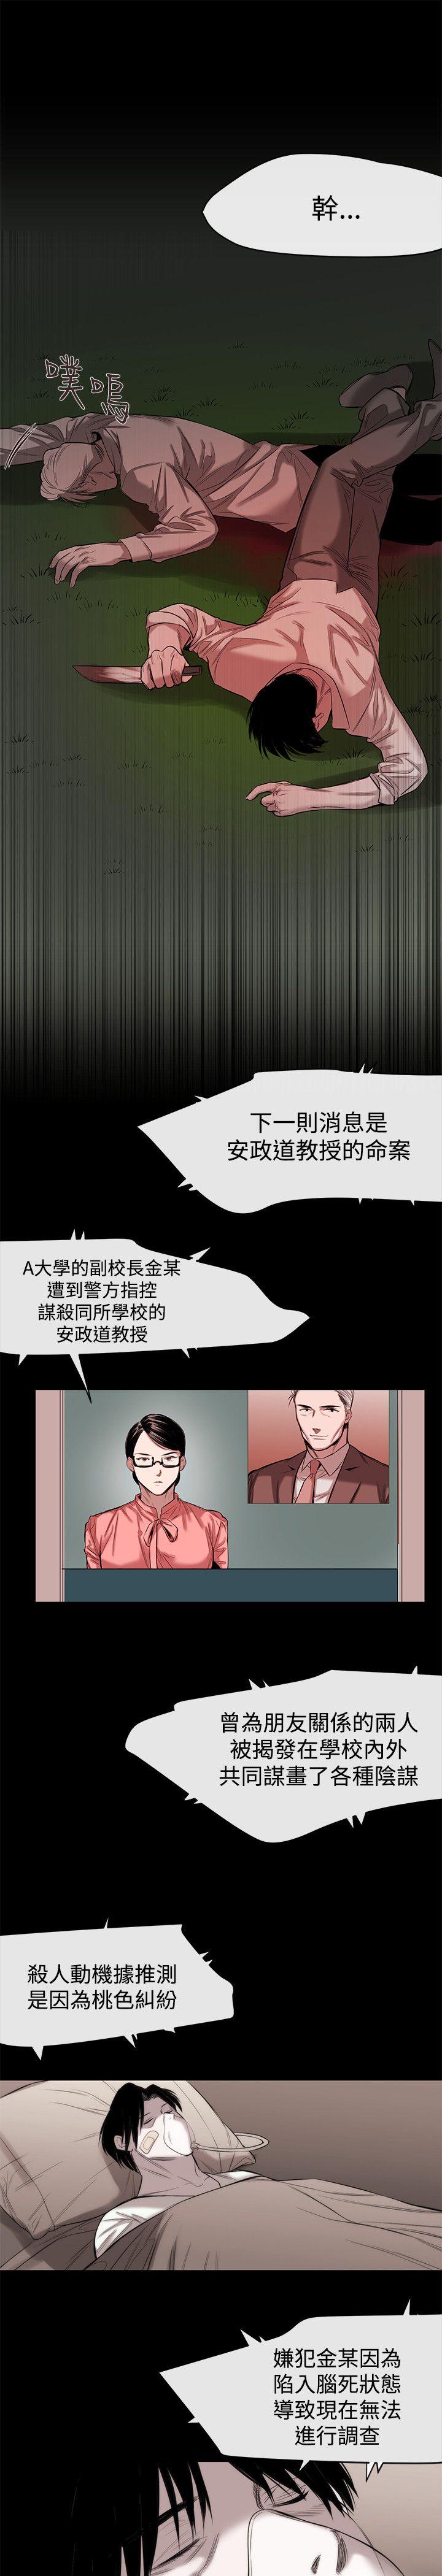 幹...
噗嗚
下一則消息是
安政道教授的命案
A大學的副校長金某
遭到警方指控
謀殺同所學校的
安政道教授
曾為朋友關係的兩人
被揭發在學校內外
共同謀畫了各種陰謀
殺人動機據推測
是因為桃色糾紛
嫌犯金某因為
陷入腦死狀態
導致現在無法
進行調查